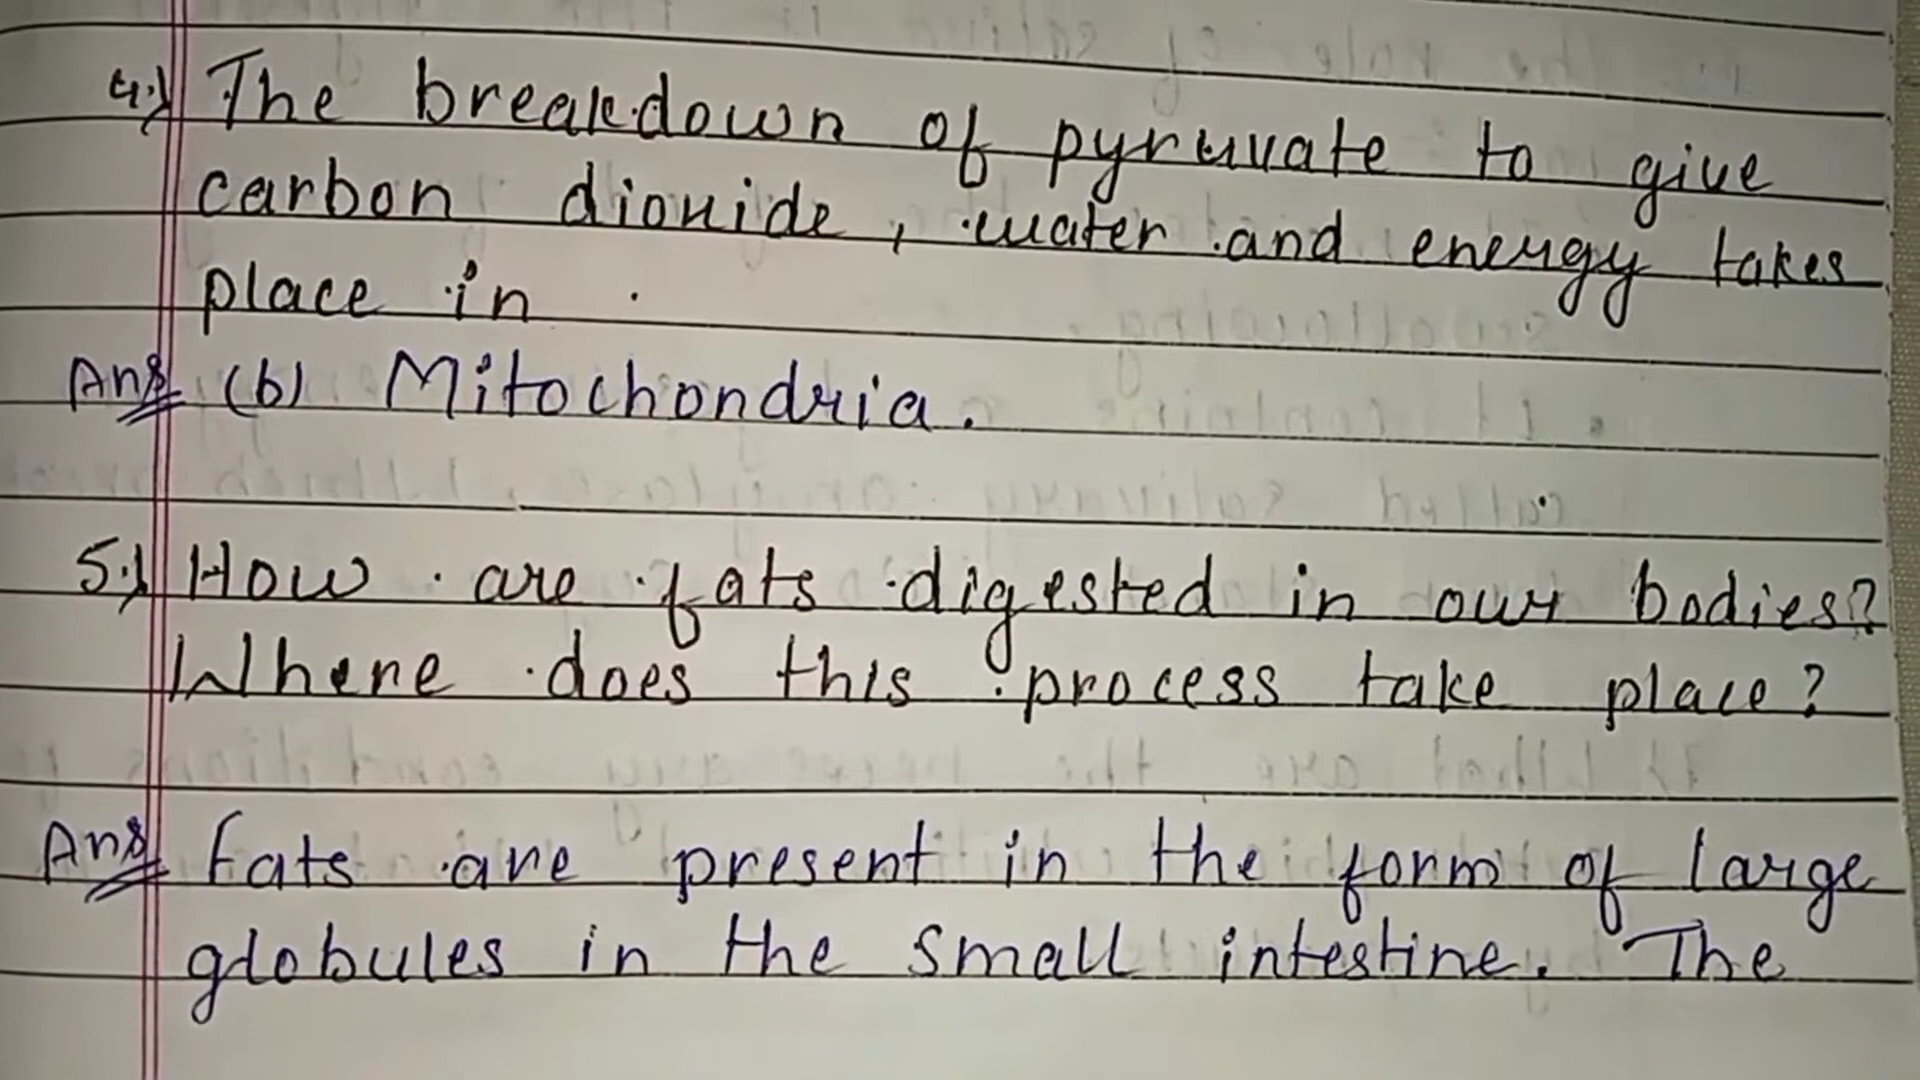 4.) The breakdown of pyruvate to give
carbon dioxide, water and energy takes
place in .
Ans (b) Mitochondria.
5.) How are fats digested in our bodies?
Where does this process take place?
Ans Fats are present in the form of large
globules in the small intestine. The